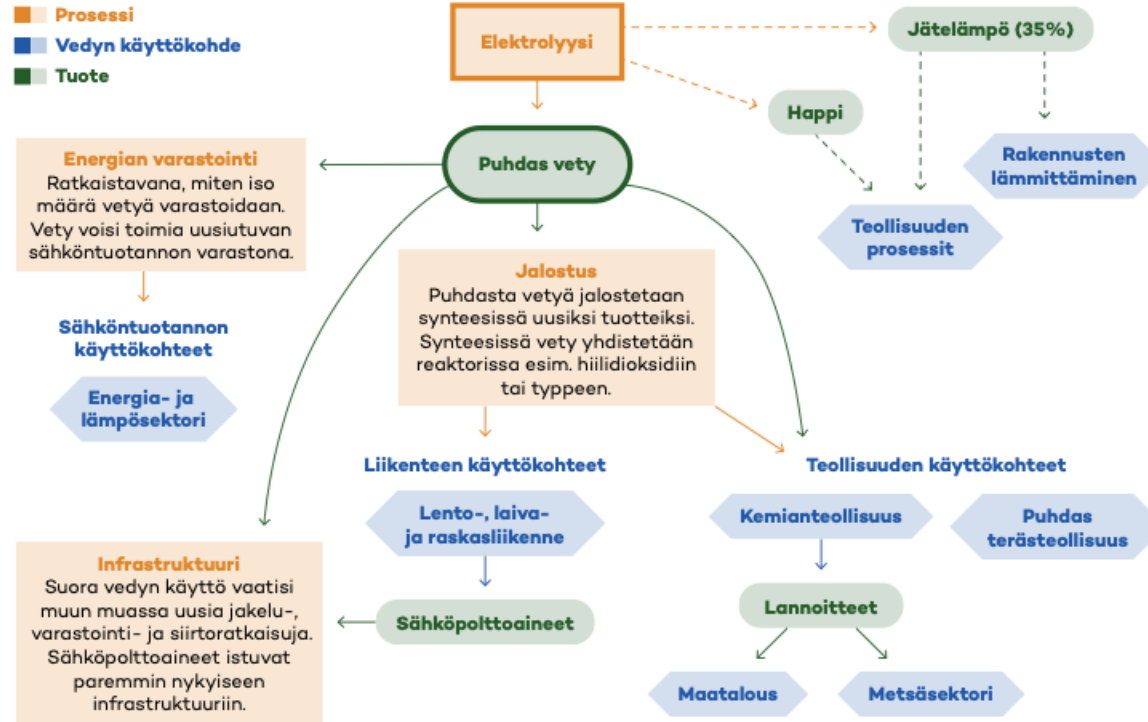 Prosessi
Vedyn käyttökohde
Tuote
Elektrolyysi
Jätelämpö (35%)
Happi
Puhdas vety
Rakennusten
lämmittäminen
Teollisuuden
prosessit
Energian varastointi
Ratkaistavana, miten iso
määrä vetyä varastoidaan.
Vety voisi toimia uusiutuvan
sähköntuotannon varastona.
Jalostus
Puhdasta vetyä jalostetaan
synteesissä uusiksi tuotteiksi.
Synteesissä vety yhdistetään
reaktorissa esim. hiilidioksidiin
tai typpeen.
Sähköntuotannon
käyttökohteet
Energia- ja
lämpösektori
Liikenteen käyttökohteet
Lento-, laiva-
ja raskasliikenne
Sähköpolttoaineet
Teollisuuden käyttökohteet
Kemianteollisuus
Puhdas
terästeollisuus
Lannoitteet
Maatalous
Metsäsektori
Infrastruktuuri
Suora vedyn käyttö vaatisi
muun muassa uusia jakelu-,
varastointi- ja siirtoratkaisuja.
Sähköpolttoaineet istuvat
paremmin nykyiseen
infrastruktuuriin.